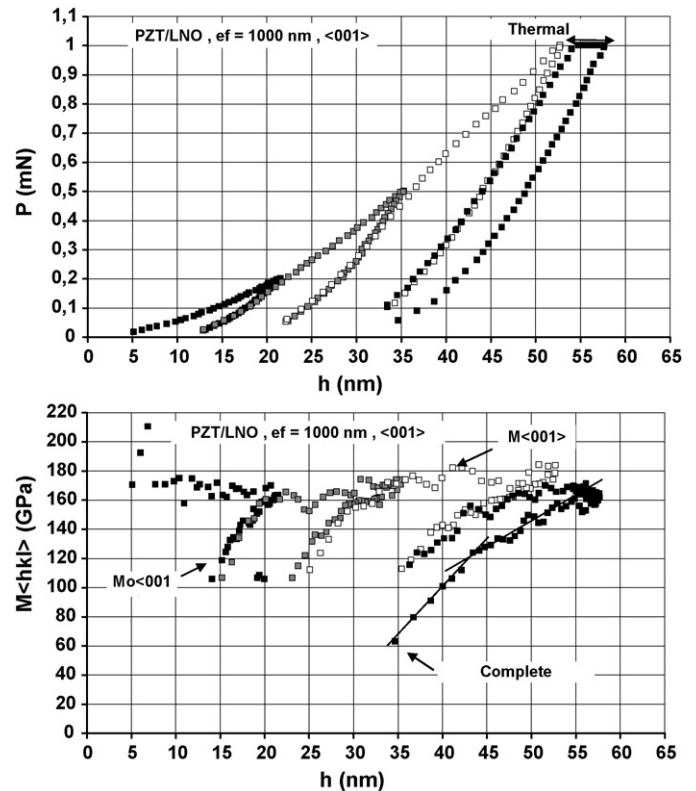 PZT/LNO , ef = 1000 nm , <001>
Thermal
P (mN)
1,1
1
0,9
0,8
0,7
0,6
0,5
0,4
0,3
0,2
0,1
0
0 5 10 15 20 25 30 35 40 45 50 55 60 65
h (nm)
PZT/LNO , ef = 1000 nm , <001>
M<001>
M<hkl> (GPa)
220
200
180
160
140
120
100
80
60
40
20
0
Mo<001
Complete
0 5 10 15 20 25 30 35 40 45 50 55 60 65
h (nm)